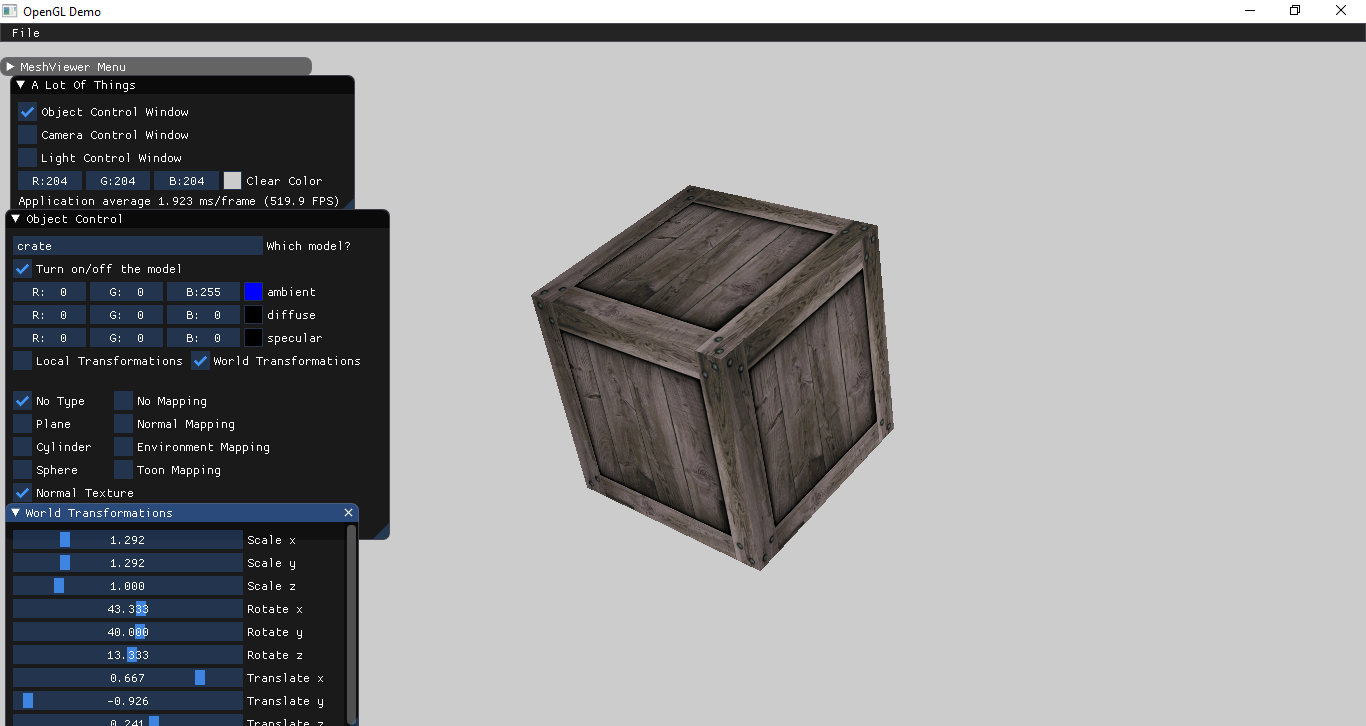 OpenGL Demo
File
MeshViewer Menu
A Lot Of Things
Object Control Window
Camera Control Window
Light Control Window
R:204 G:204 B:204 Clear Color
Application average 1.923 ms/frame (519.9 FPS)
Object Control
crate Which model?
Turn on/off the model
R: 0 G: 0 B:255 ambient
R: 0 G: 0 B: 0 diffuse
R: 0 G: 0 B: 0 specular
Local Transformations World Transformations
No Type No Mapping
Plane Normal Mapping
Cylinder Environment Mapping
Sphere Toon Mapping
Normal Texture
World Transformations
1.292 Scale x
1.292 Scale y
1.000 Scale z
43.333 Rotate x
40.000 Rotate y
13.333 Rotate z
0.667 Translate x
-0.926 Translate y
0.241 Translate z